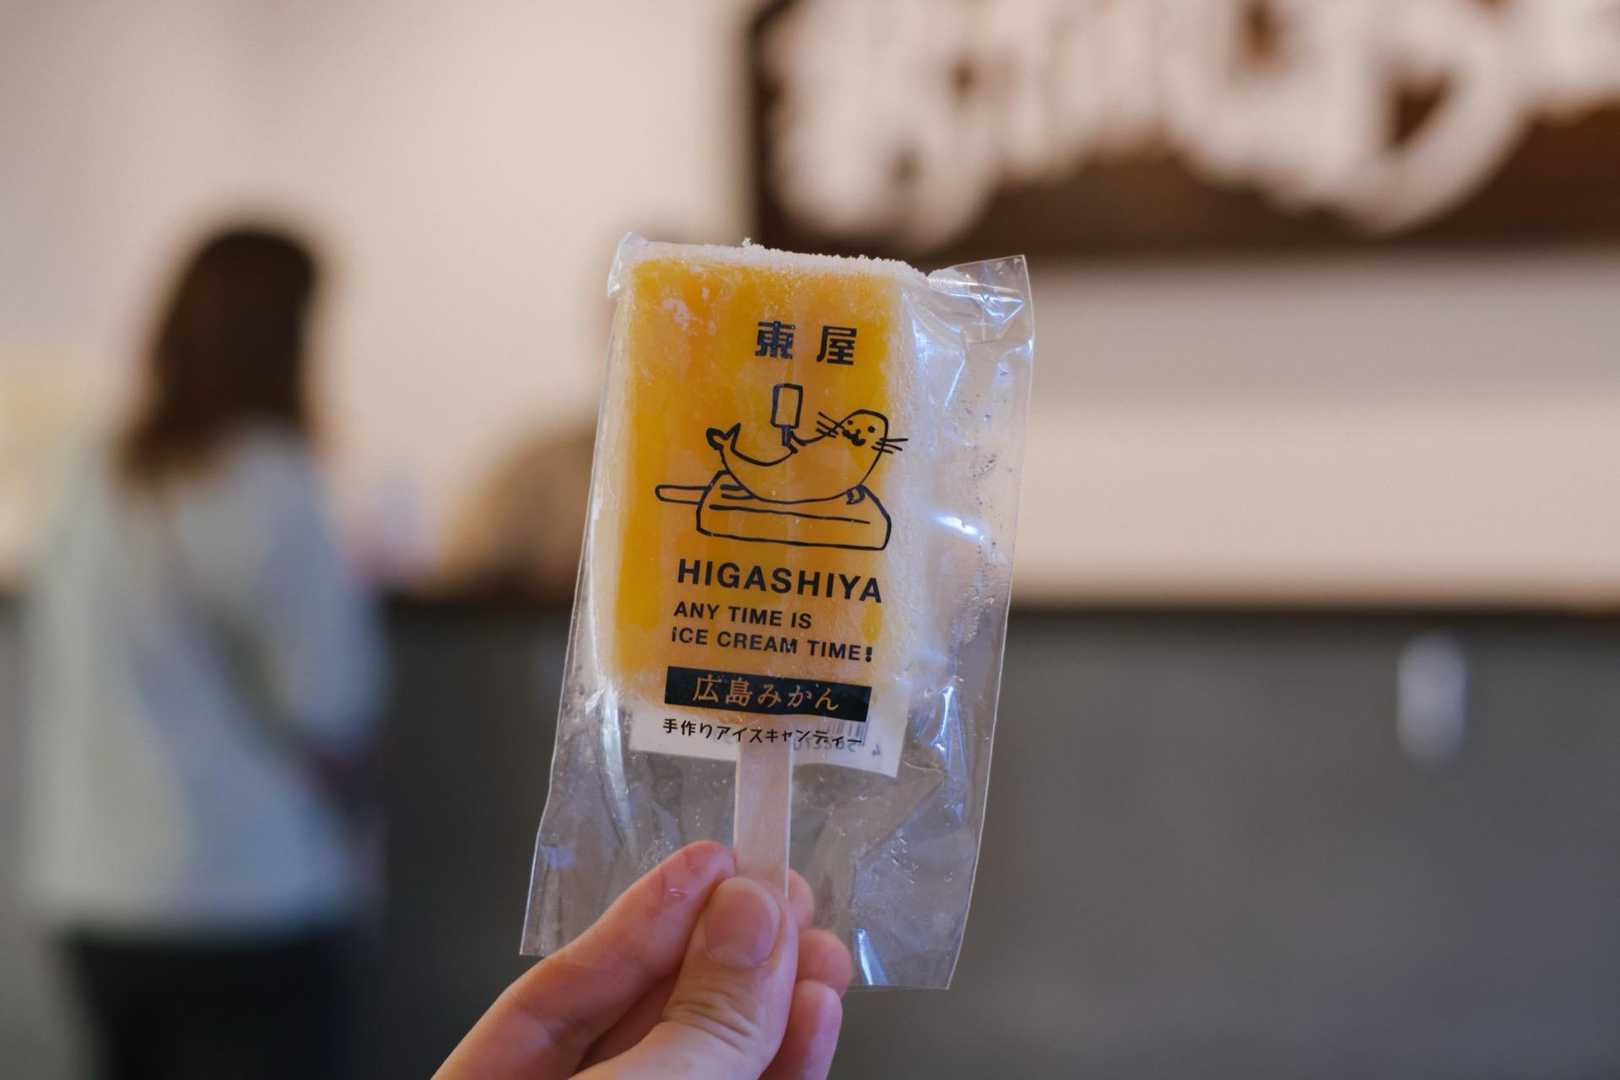 東屋
HIGASHIYA
ANY TIME IS
iCE CREAM TIME!
広島みかん
手作りアイスキャンディー